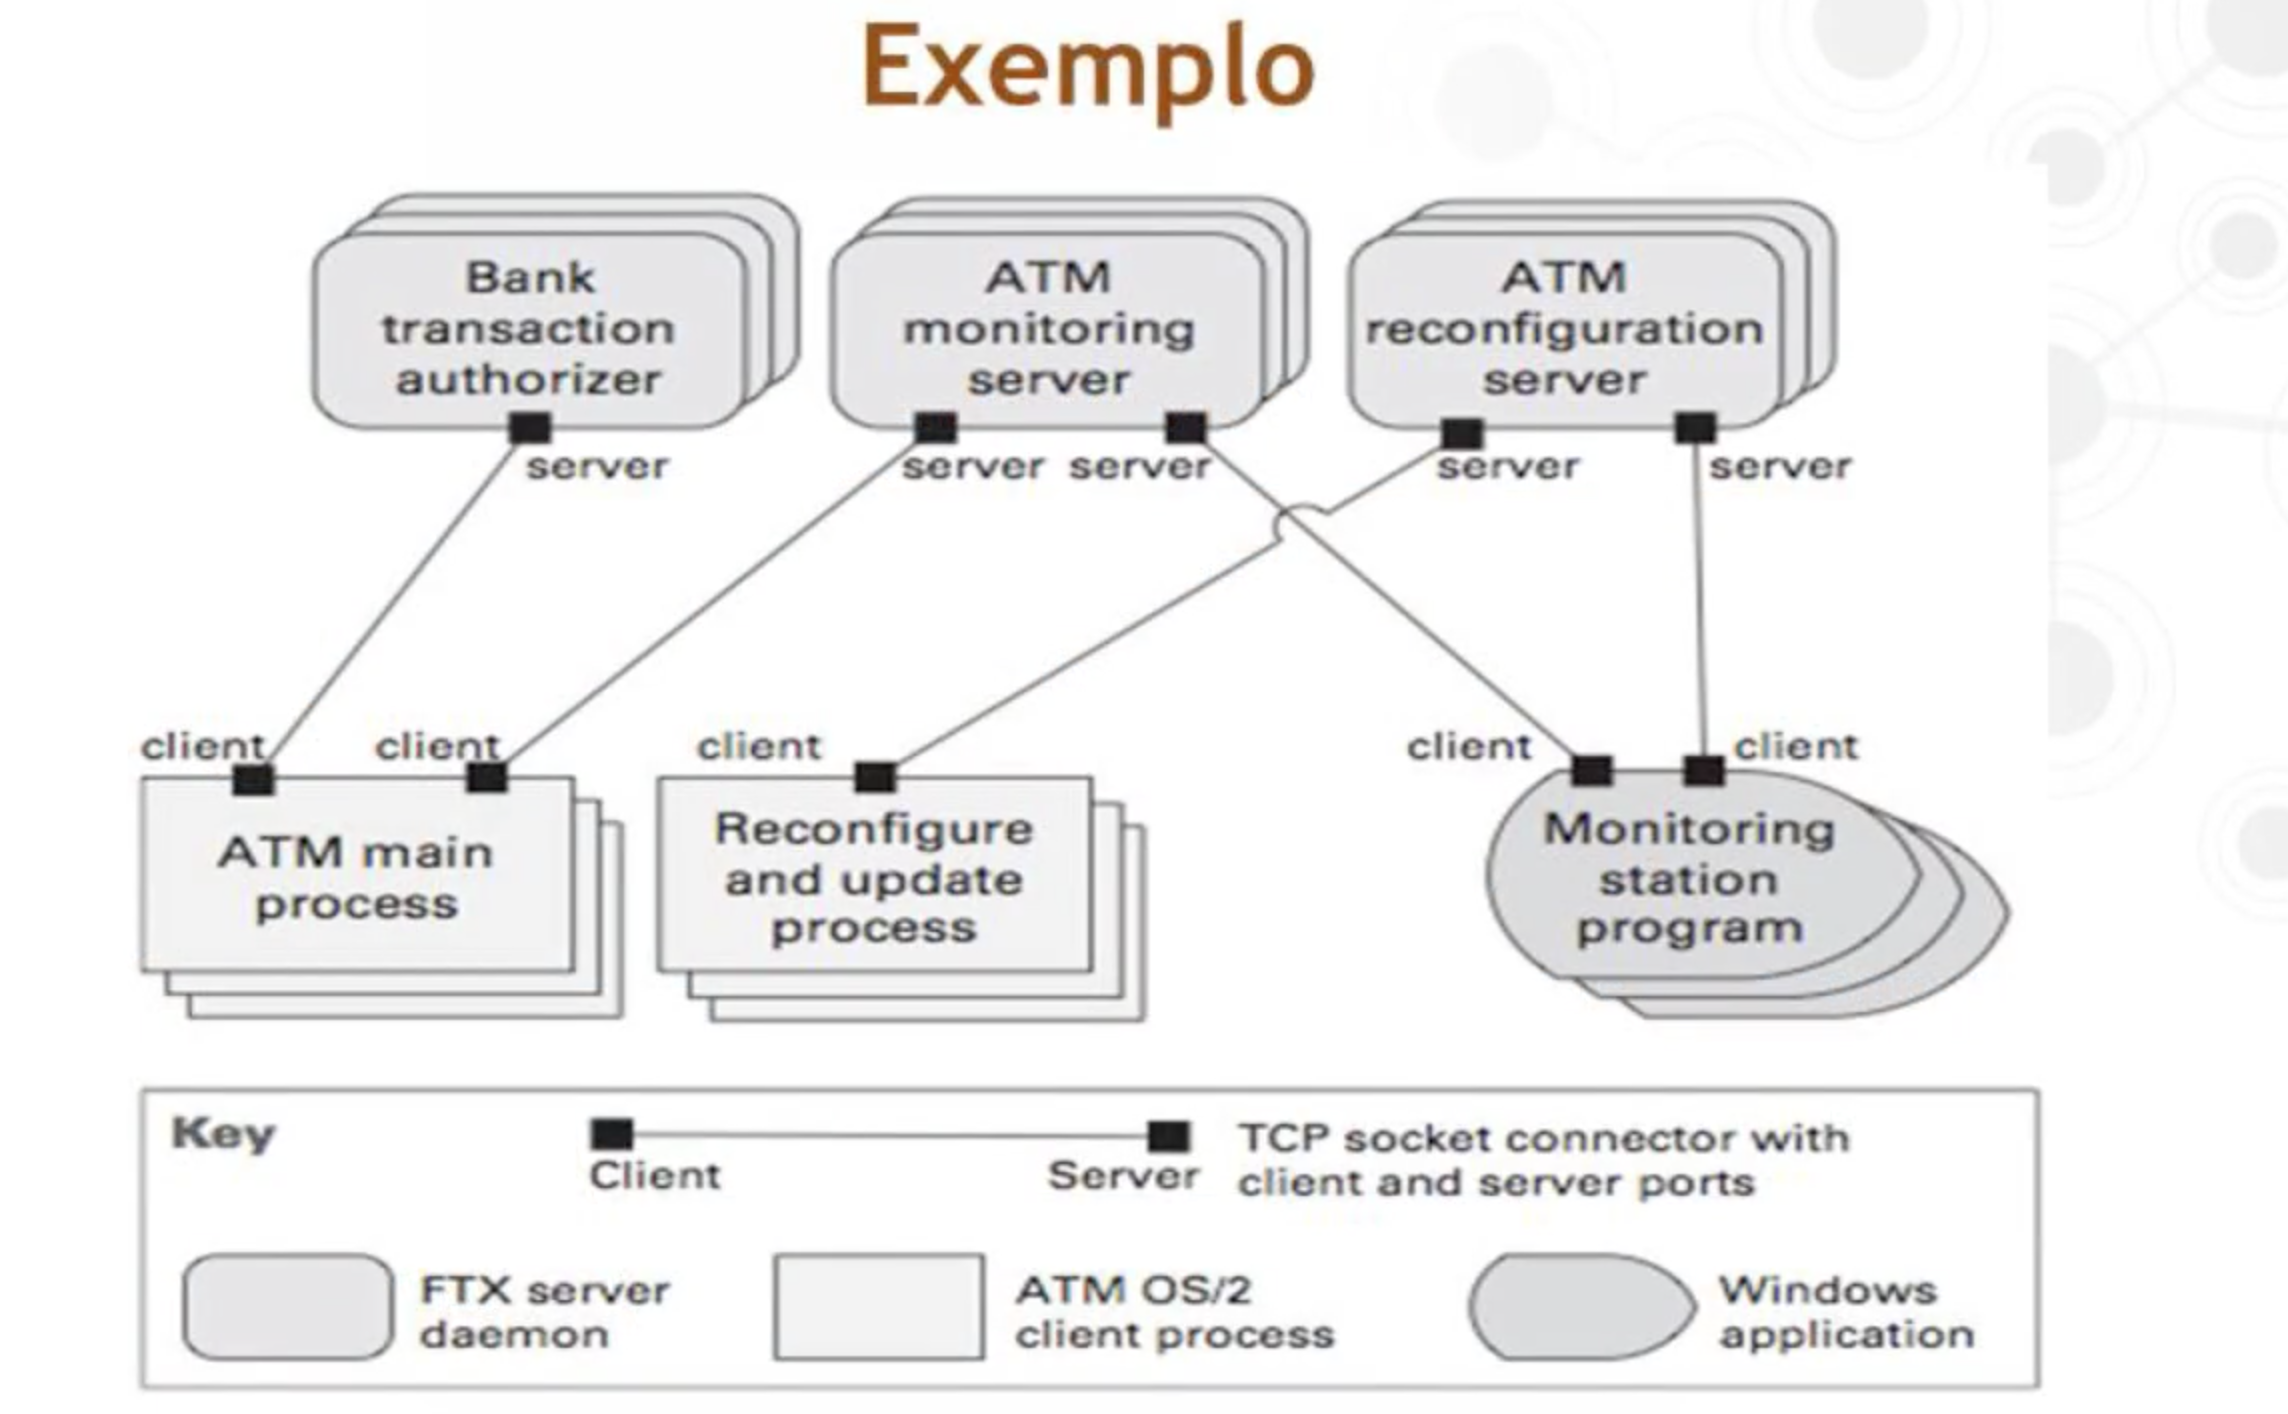 Exemplo
Bank
transaction
authorizer
ATM
monitoring
server
ATM
reconfiguration
server
server
server
server
server
server
client
client
client
client
client
ATM main
process
Reconfigure
and update
process
Monitoring
station
program
Key
Client
Server
TCP socket connector with
client and server ports
FTX server
daemon
ATM OS/2
client process
Windows
application